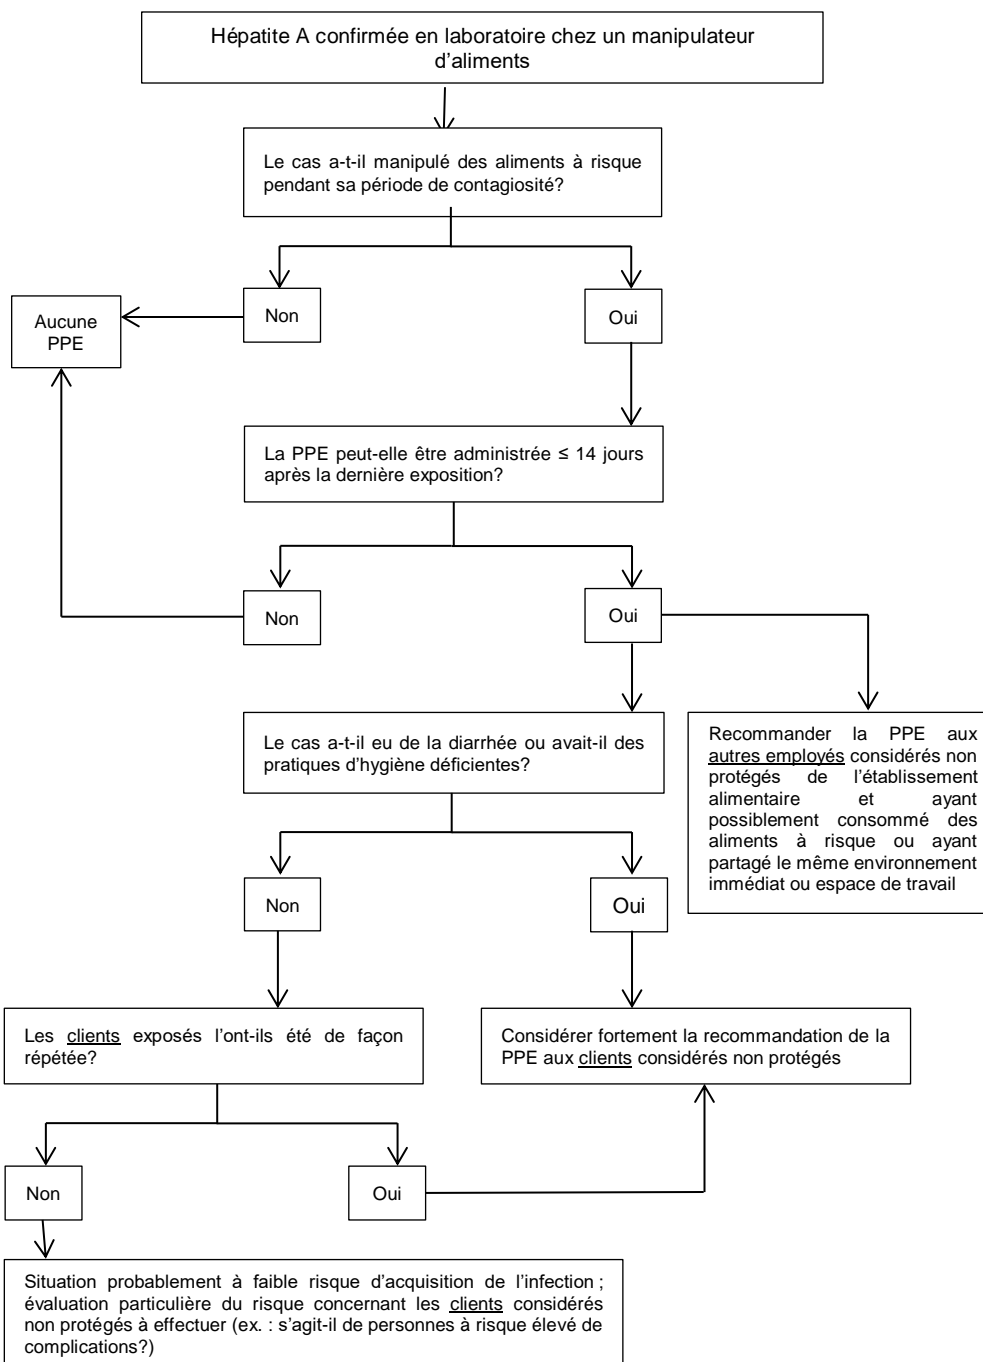 Hépatite A confirmée en laboratoire chez un manipulateur
d’aliments
Le cas a-t-il manipulé des aliments à risque
pendant sa période de contagiosité?
Non
Oui
Aucune
PPE
La PPE peut-elle être administrée ≤ 14 jours
après la dernière exposition?
Non
Oui
Le cas a-t-il eu de la diarrhée ou avait-il des
pratiques d’hygiène déficientes?
Recommander la PPE aux
autres employés considérés non
protégés de l’établissement
alimentaire et ayant
possiblement consommé des
aliments à risque ou ayant
partagé le même environnement
immédiat ou espace de travail
Non
Oui
Les clients exposés l’ont-ils été de façon
répétée?
Considérer fortement la recommandation de la
PPE aux clients considérés non protégés
Non
Oui
Situation probablement à faible risque d’acquisition de l’infection ;
évaluation particulière du risque concernant les clients considérés
non protégés à effectuer (ex. : s’agit-il de personnes à risque élevé de
complications?)